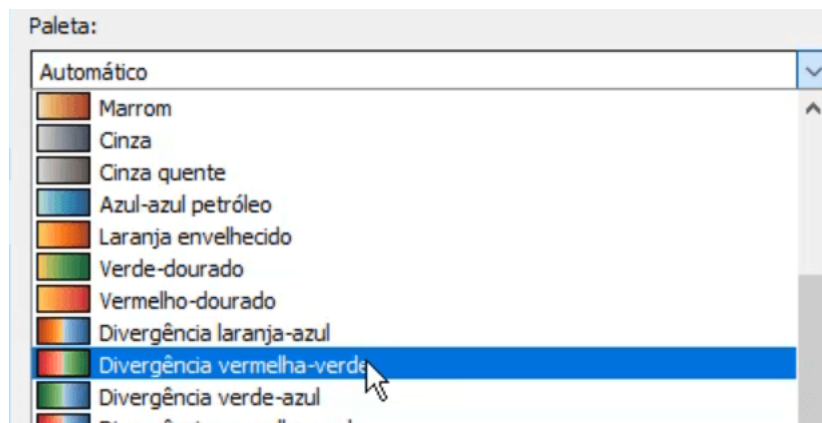 Paleta:
Automático
Marrom
Cinza
Cinza quente
Azul-azul petróleo
Laranja envelhecido
Verde-dourado
Vermelho-dourado
Divergência laranja-azul
Divergência vermelha-verde
Divergência verde-azul